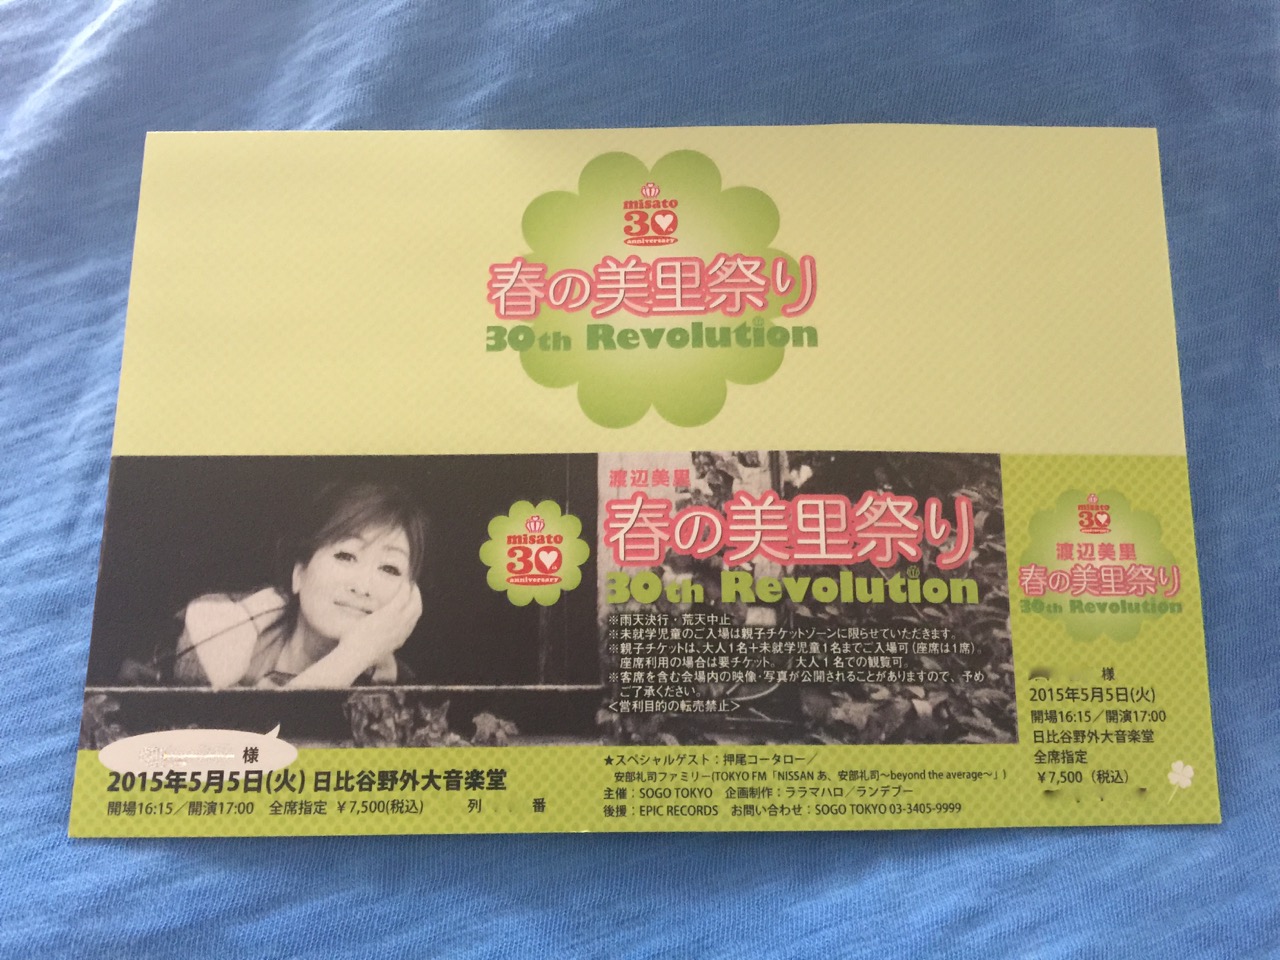 misato
30th
anniversary
春の美里祭り
30th Revolution
misato
30th
anniversary
渡辺美里
春の美里祭り
30th Revolution
※雨天決行・荒天中止
※未就学児童のご入場は親子チケットゾーンに限らせていただきます。
※親子チケットは、大人1名+未就学児童1名までご入場可(座席は1席)。
座席利用の場合は要チケット。 大人1名での観覧可。
※客席を含む会場内の映像・写真が公開されることがありますので、予め
ご了承ください。
<営利目的の転売禁止>
様
2015年5月5日(火) 日比谷野外大音楽堂
開場16:15/開演17:00 全席指定 ¥7,500(税込) 列 番
★スペシャルゲスト:押尾コータロー/
安部礼司ファミリー(TOKYO FM「NISSAN あ、安部礼司~beyond the average~」)
主催:SOGO TOKYO 企画制作:ララマハロ/ランデブー
後援:EPIC RECORDS お問い合わせ:SOGO TOKYO 03-3405-9999
misato
30th
anniversary
渡辺美里
春の美里祭り
30th Revolution
様
2015年5月5日(火)
開場16:15/開演17:00
日比谷野外大音楽堂
全席指定
¥7,500(税込)